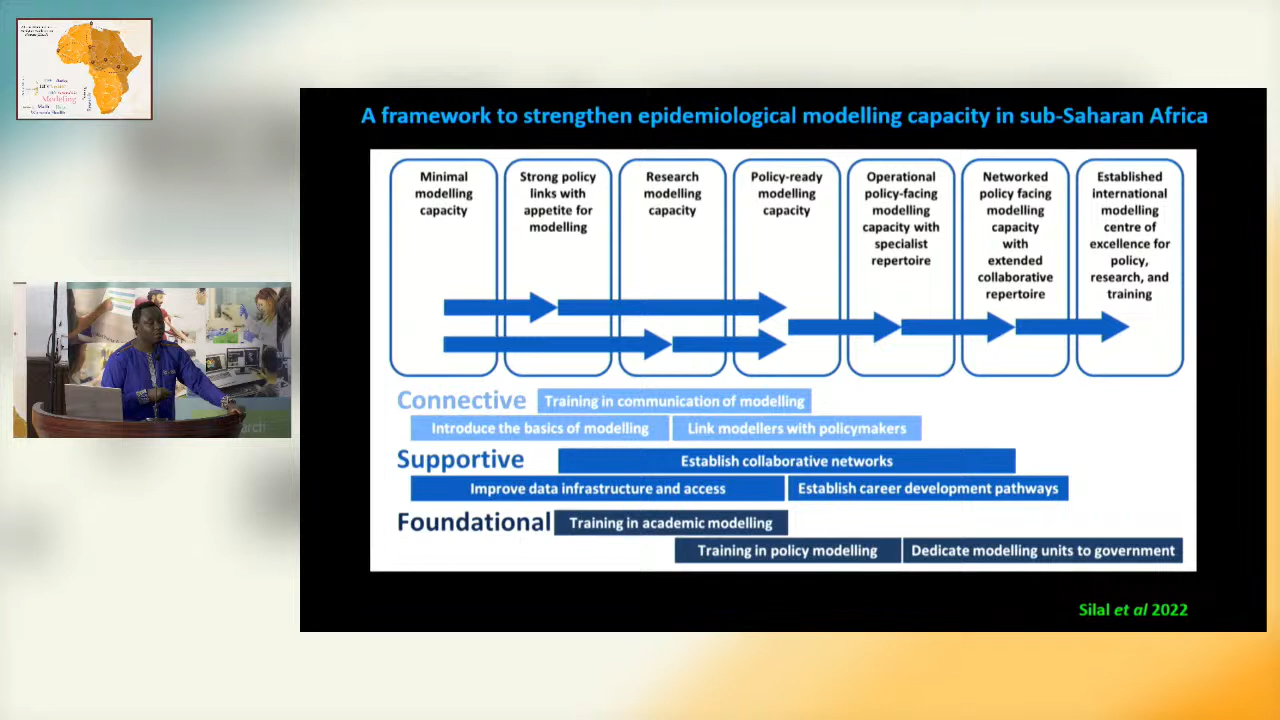 A framework to strengthen epidemiological modelling capacity in sub-Saharan Africa
Minimal
modelling
capacity
Strong policy
links with
appetite for
modelling
Research
modelling
capacity
Policy-ready
modelling
capacity
Operational
policy-facing
modelling
capacity with
specialist
repertoire
Networked
policy facing
modelling
capacity
with
extended
collaborative
repertoire
Established
international
modelling
centre of
excellence for
policy,
research, and
training
Connective
Training in communication of modelling
Introduce the basics of modelling
Link modellers with policymakers
Supportive
Establish collaborative networks
Improve data infrastructure and access
Establish career development pathways
Foundational
Training in academic modelling
Training in policy modelling
Dedicate modelling units to government
Silal et al 2022
Modeling